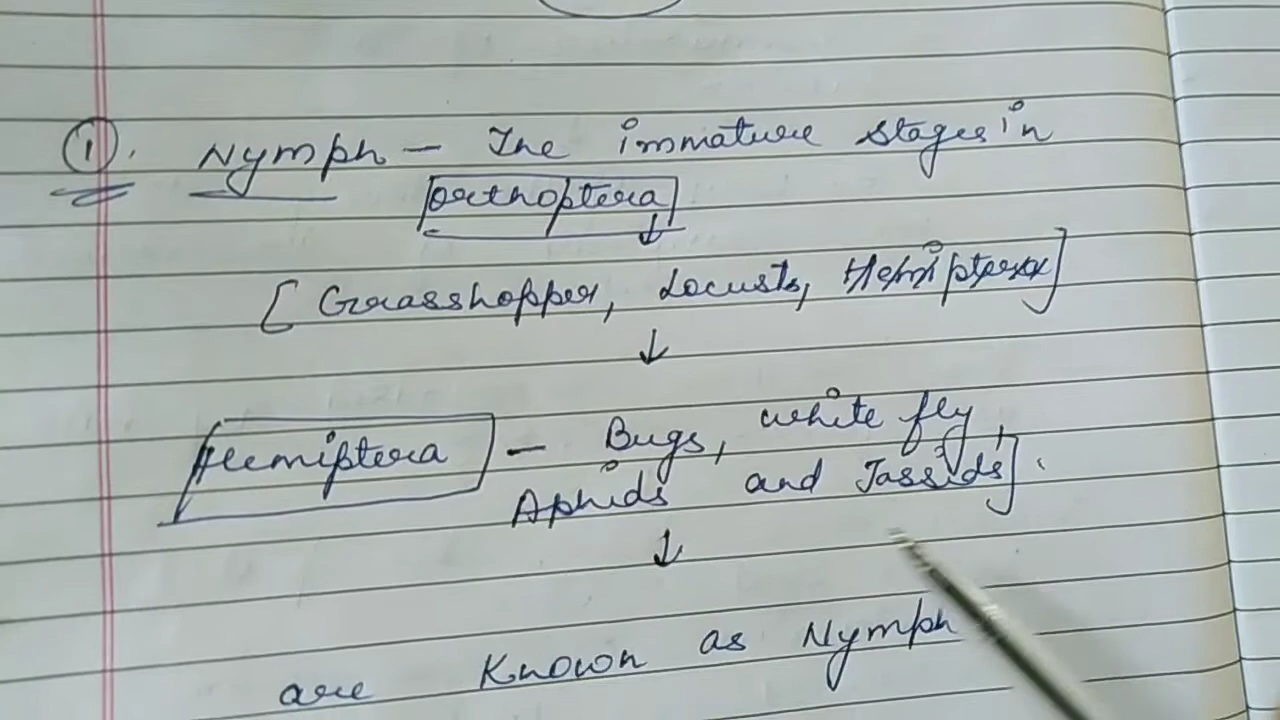 1. Nymph - The immature stages in
orthoptera
[ Grasshopper, Locusts, Hemiptera ]
Hemiptera - Bugs, white fly,
Aphids and Jassids].
are known as Nymph